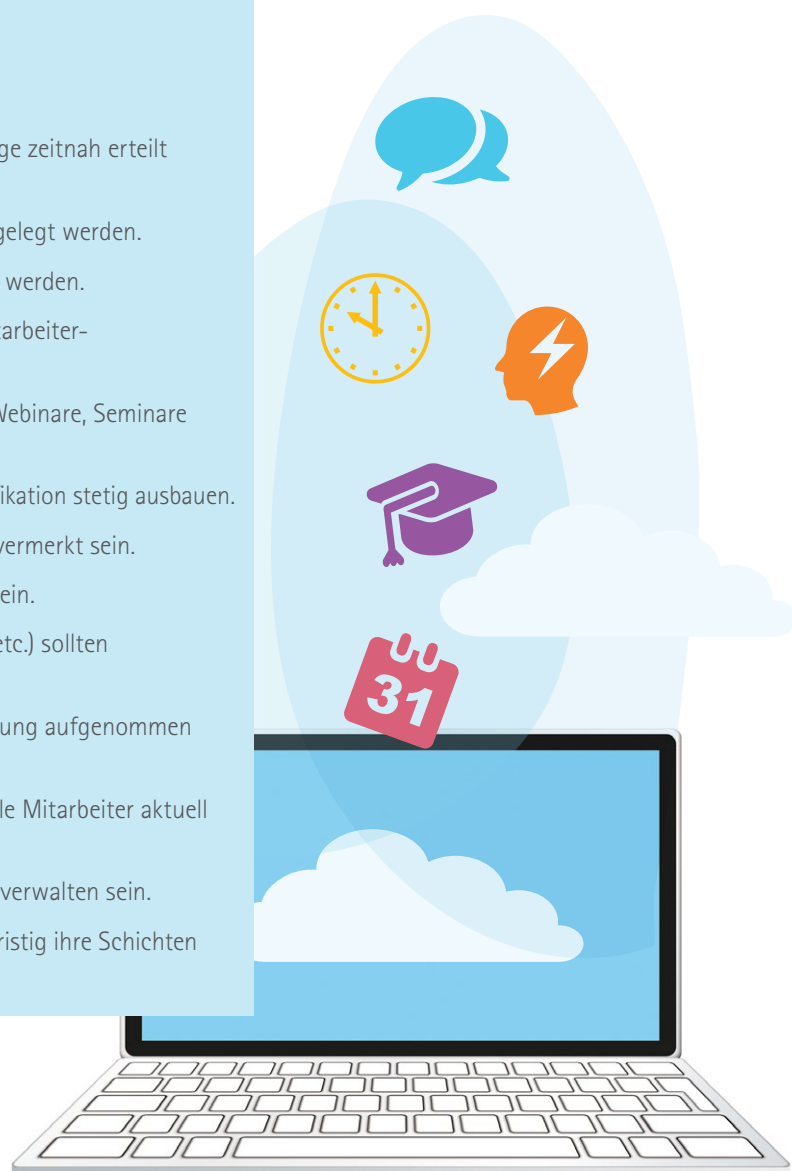 ge zeitnah erteilt
gelegt werden.
werden.
tarbeiter-
Webinare, Seminare
ikation stetig ausbauen.
vermerkt sein.
ein.
etc.) sollten
ung aufgenommen
le Mitarbeiter aktuell
verwalten sein.
ristig ihre Schichten
31